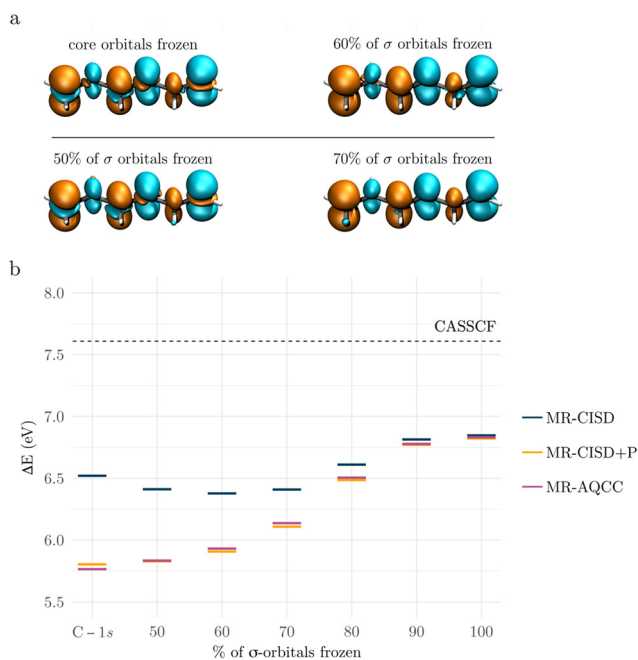 a
core orbitals frozen
60% of σ orbitals frozen
50% of σ orbitals frozen
70% of σ orbitals frozen
b
8.0
CASSCF
7.5
7.0
6.5
6.0
5.5
ΔE (eV)
MR-CISD
MR-CISD+P
MR-AQCC
C − 1s 50 60 70 80 90 100
% of σ-orbitals frozen